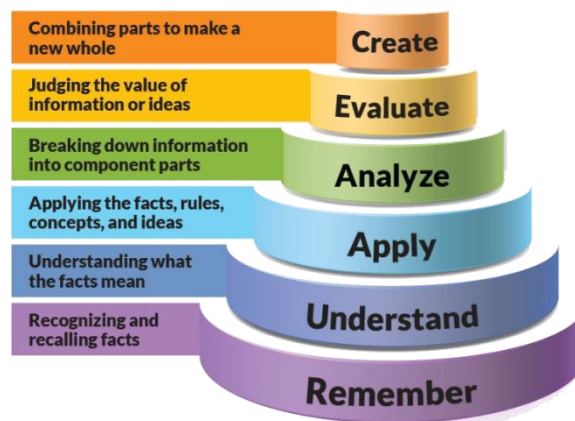 Combining parts to make a
new whole
Create
Judging the value of
information or ideas
Evaluate
Breaking down information
into component parts
Analyze
Applying the facts, rules,
concepts, and ideas
Apply
Understanding what
the facts mean
Understand
Recognizing and
recalling facts
Remember